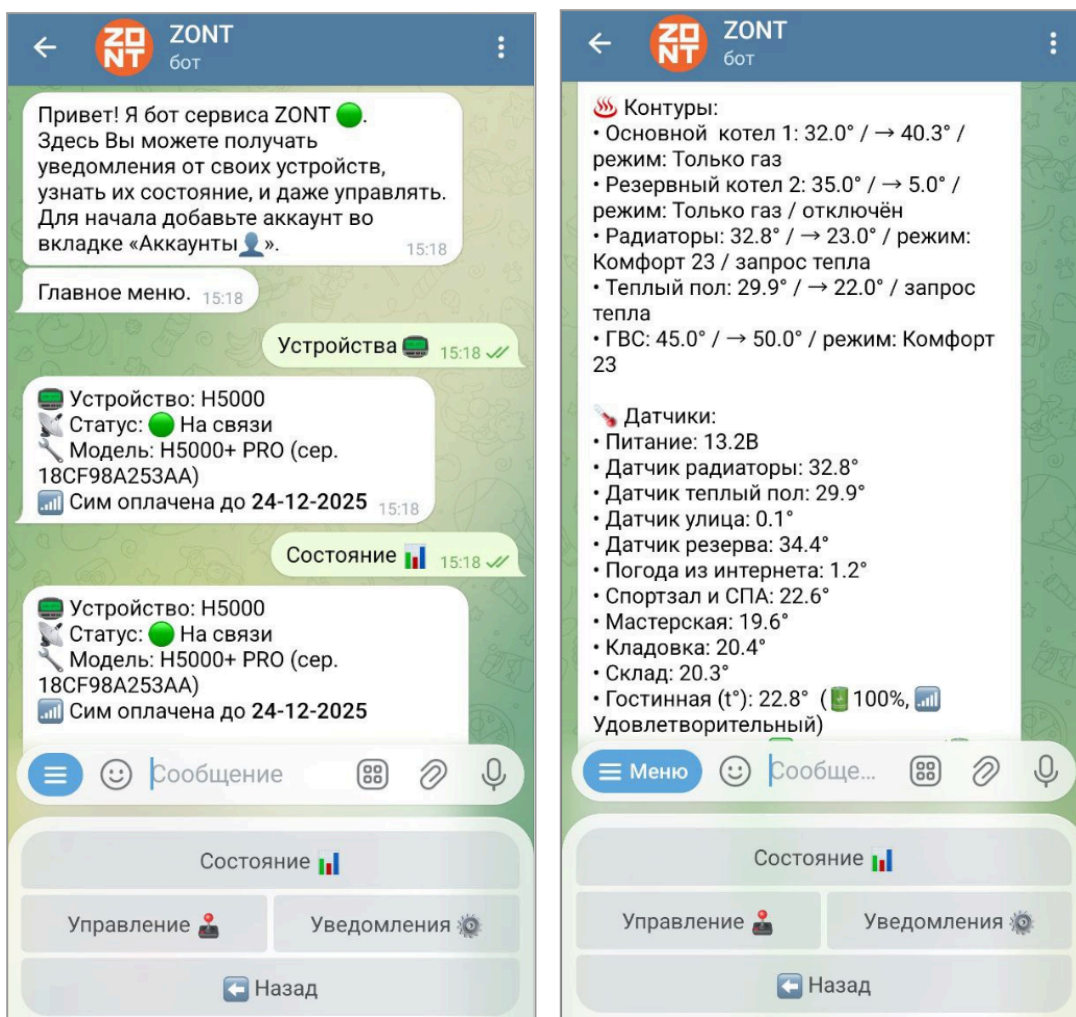 ZONT
бот
Привет! Я бот сервиса ZONT 🟢.
Здесь Вы можете получать
уведомления от своих устройств,
узнать их состояние, и даже управлять.
Для начала добавьте аккаунт во
вкладке «Аккаунты👤».
15:18
Главное меню. 15:18
Устройства 15:18
Устройство: H5000
Статус: 🟢 На связи
Модель: H5000+ PRO (сер.
18CF98A253AA)
Сим оплачена до 24-12-2025 15:18
Состояние 📊 15:18
Устройство: H5000
Статус: 🟢 На связи
Модель: H5000+ PRO (сер.
18CF98A253AA)
Сим оплачена до 24-12-2025
Сообщение
Состояние 📊
Управление 🕹 Уведомления ⚙
⬅ Назад
ZONT
бот
♨ Контуры:
• Основной  котел 1: 32.0° / → 40.3° /
режим: Только газ
• Резервный котел 2: 35.0° / → 5.0° /
режим: Только газ / отключён
• Радиаторы: 32.8° / → 23.0° / режим:
Комфорт 23 / запрос тепла
• Теплый пол: 29.9° / → 22.0° / запрос
тепла
• ГВС: 45.0° / → 50.0° / режим: Комфорт
23
🌡 Датчики:
• Питание: 13.2В
• Датчик радиаторы: 32.8°
• Датчик теплый пол: 29.9°
• Датчик улица: 0.1°
• Датчик резерва: 34.4°
• Погода из интернета: 1.2°
• Спортзал и СПА: 22.6°
• Мастерская: 19.6°
• Кладовка: 20.4°
• Склад: 20.3°
• Гостинная (t°): 22.8°  (🔋100%, 📶
Удовлетворительный)
Меню
Сообще...
Состояние 📊
Управление 🕹 Уведомления ⚙
⬅ Назад